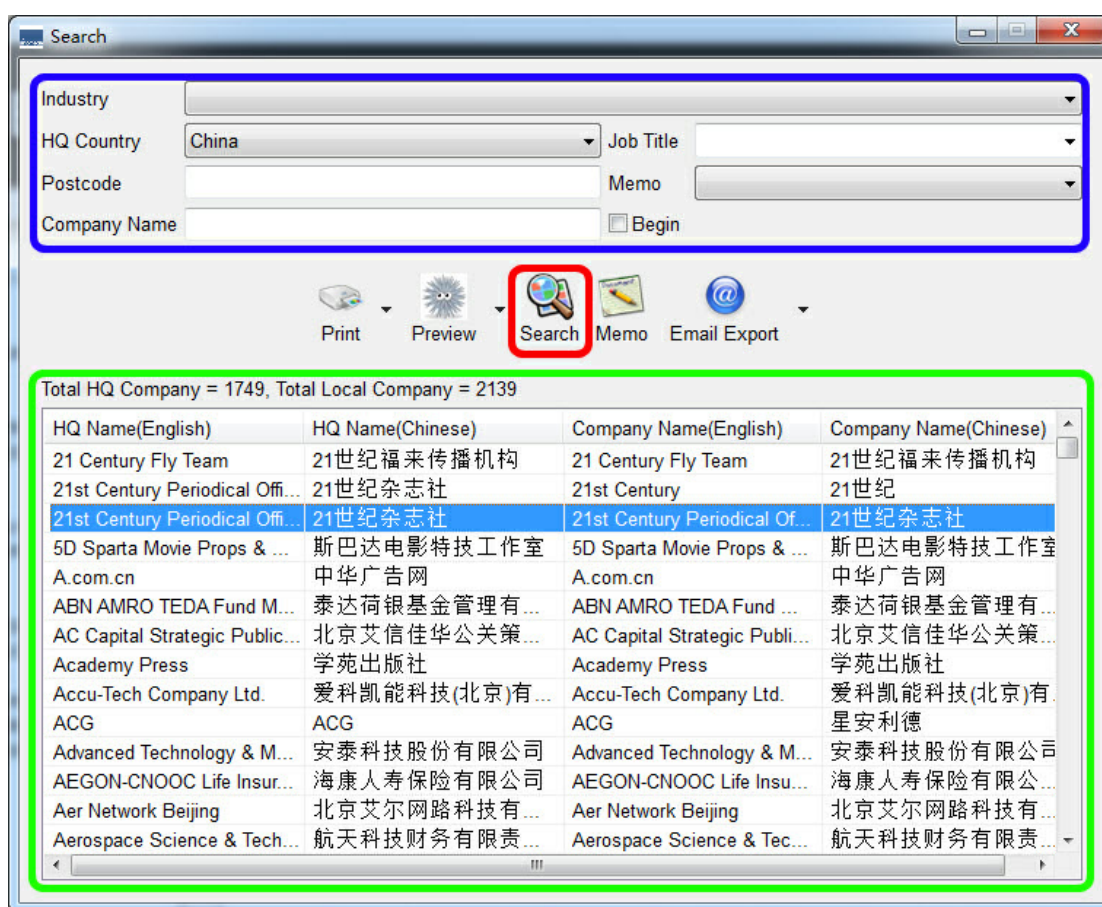 Search
Industry
HQ Country China Job Title
Postcode Memo
Company Name Begin
Print Preview Search Memo Email Export
Total HQ Company = 1749, Total Local Company = 2139
HQ Name(English) HQ Name(Chinese) Company Name(English) Company Name(Chinese)
21 Century Fly Team 21世纪福来传播机构 21 Century Fly Team 21世纪福来传播机构
21st Century Periodical Offi... 21世纪杂志社 21st Century 21世纪
21st Century Periodical Offi... 21世纪杂志社 21st Century Periodical Of... 21世纪杂志社
5D Sparta Movie Props & ... 斯巴达电影特技工作室 5D Sparta Movie Props & ... 斯巴达电影特技工作室
A.com.cn 中华广告网 A.com.cn 中华广告网
ABN AMRO TEDA Fund M... 泰达荷银基金管理有... ABN AMRO TEDA Fund ... 泰达荷银基金管理有...
AC Capital Strategic Public... 北京艾信佳华公关策... AC Capital Strategic Publi... 北京艾信佳华公关策...
Academy Press 学苑出版社 Academy Press 学苑出版社
Accu-Tech Company Ltd. 爱科凯能科技(北京)有... Accu-Tech Company Ltd. 爱科凯能科技(北京)有.
ACG ACG ACG 星安利德
Advanced Technology & M... 安泰科技股份有限公司 Advanced Technology & M... 安泰科技股份有限公司
AEGON-CNOOC Life Insur... 海康人寿保险有限公司 AEGON-CNOOC Life Insu... 海康人寿保险有限公...
Aer Network Beijing 北京艾尔网路科技有... Aer Network Beijing 北京艾尔网路科技有...
Aerospace Science & Tech... 航天科技财务有限责... Aerospace Science & Tec... 航天科技财务有限责...